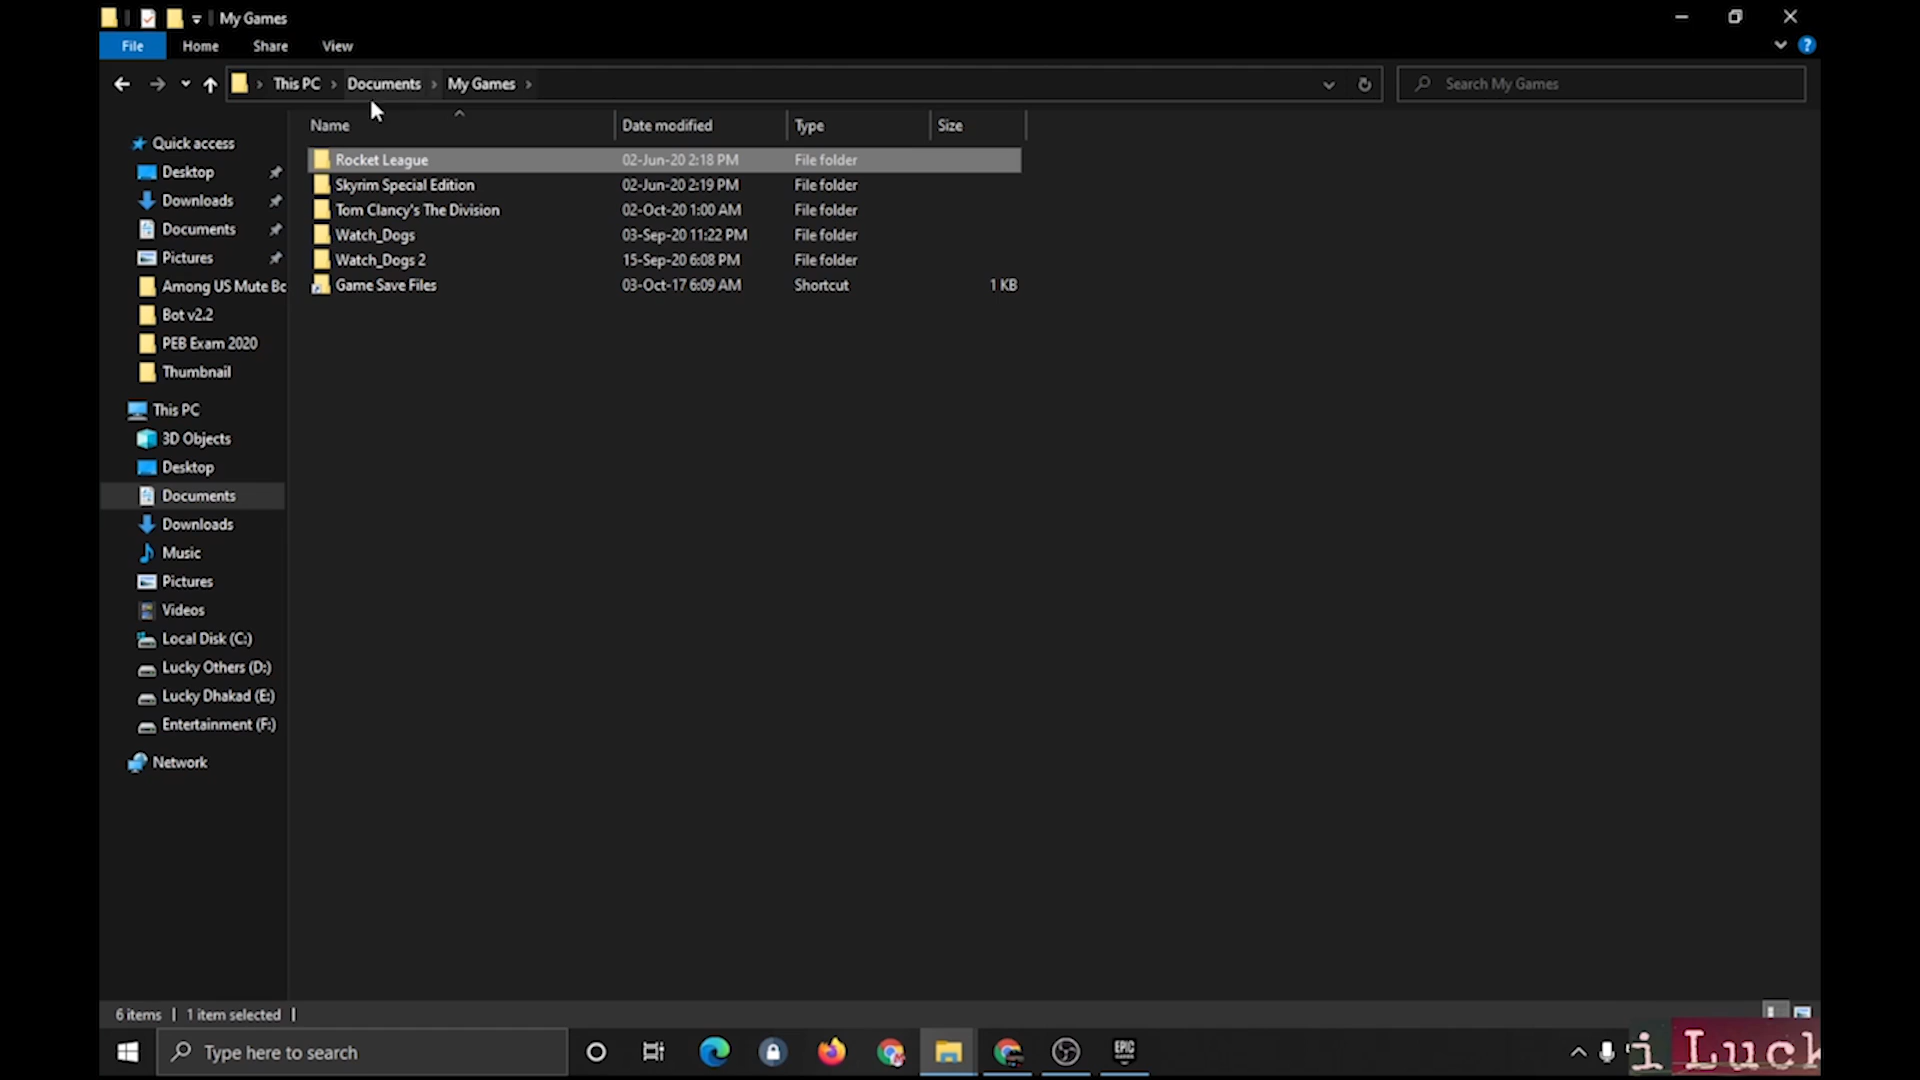 My Games
File Home Share View
This PC Documents My Games
Search My Games
Name Date modified Type Size
Rocket League 02-Jun-20 2:18 PM File folder
Skyrim Special Edition 02-Jun-20 2:19 PM File folder
Tom Clancy's The Division 02-Oct-20 1:00 AM File folder
Watch_Dogs 03-Sep-20 11:22 PM File folder
Watch_Dogs 2 15-Sep-20 6:08 PM File folder
Game Save Files 03-Oct-17 6:09 AM Shortcut 1 KB
Quick access
Desktop
Downloads
Documents
Pictures
Among US Mute Bo
Bot v2.2
PEB Exam 2020
Thumbnail
This PC
3D Objects
Desktop
Documents
Downloads
Music
Pictures
Videos
Local Disk (C:)
Lucky Others (D:)
Lucky Dhakad (E:)
Entertainment (F:)
Network
6 items 1 item selected
Type here to search
EPIC GAMES
i Luck